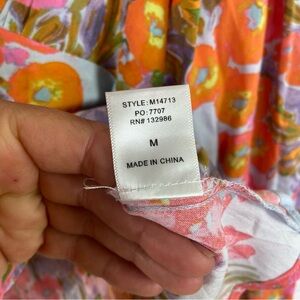 STYLE:M14713
PO:7707
RN# 132986
M
MADE IN CHINA